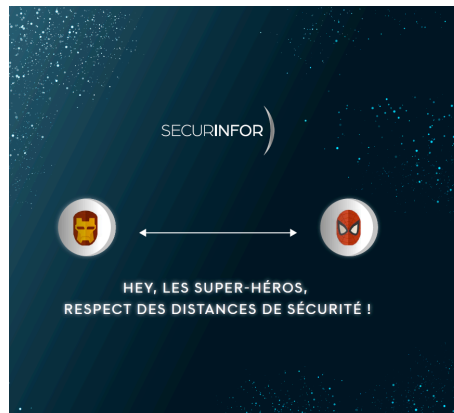 SECURINFOR
HEY, LES SUPER-HÉROS,
RESPECT DES DISTANCES DE SÉCURITÉ !